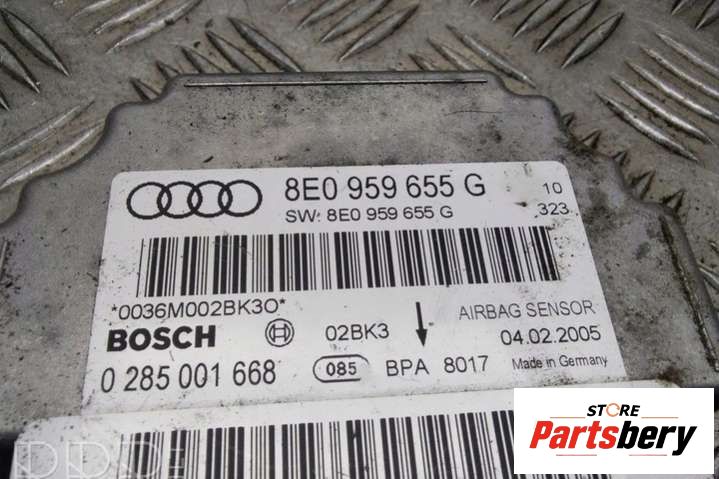 8E0 959 655 G 10
SW: 8E0 959 655 G 323
*0036M002BK3O*
BOSCH 02BK3 AIRBAG SENSOR
04.02.2005
0 285 001 668 085 BPA 8017 Made in Germany
STORE
Partsbery